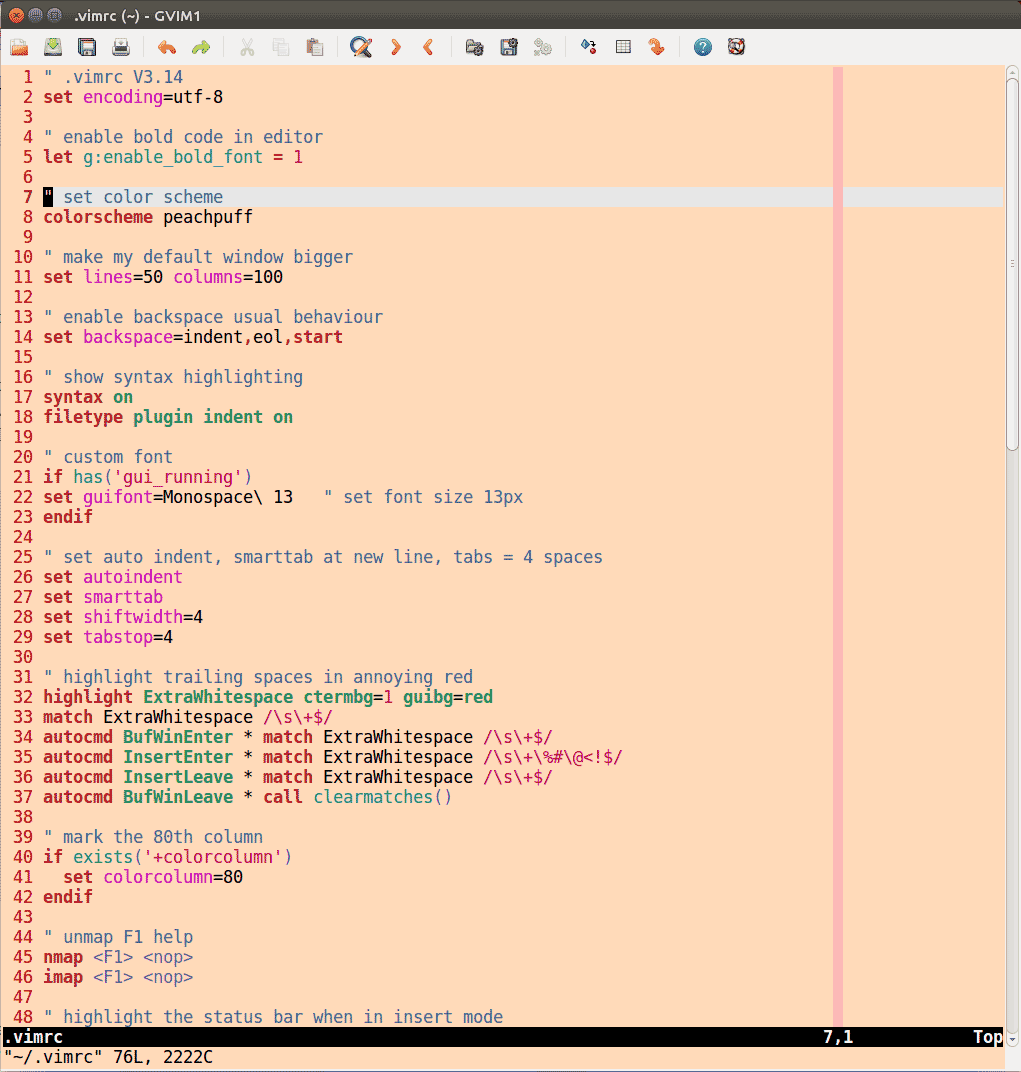 .vimrc (~) - GVIM1
1 " .vimrc V3.14
2 set encoding=utf-8
3
4 " enable bold code in editor
5 let g:enable_bold_font = 1
6
7 " set color scheme
8 colorscheme peachpuff
9
10 " make my default window bigger
11 set lines=50 columns=100
12
13 " enable backspace usual behaviour
14 set backspace=indent,eol,start
15
16 " show syntax highlighting
17 syntax on
18 filetype plugin indent on
19
20 " custom font
21 if has('gui_running')
22 set guifont=Monospace\ 13   " set font size 13px
23 endif
24
25 " set auto indent, smarttab at new line, tabs = 4 spaces
26 set autoindent
27 set smarttab
28 set shiftwidth=4
29 set tabstop=4
30
31 " highlight trailing spaces in annoying red
32 highlight ExtraWhitespace ctermbg=1 guibg=red
33 match ExtraWhitespace /\s\+$/
34 autocmd BufWinEnter * match ExtraWhitespace /\s\+$/
35 autocmd InsertEnter * match ExtraWhitespace /\s\+\%#\@<!$/
36 autocmd InsertLeave * match ExtraWhitespace /\s\+$/
37 autocmd BufWinLeave * call clearmatches()
38
39 " mark the 80th column
40 if exists('+colorcolumn')
41   set colorcolumn=80
42 endif
43
44 " unmap F1 help
45 nmap <F1> <nop>
46 imap <F1> <nop>
47
48 " highlight the status bar when in insert mode
.vimrc 7,1 Top
"~/.vimrc" 76L, 2222C